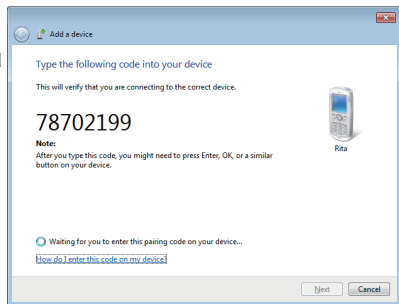 Add a device
Type the following code into your device
This will verify that you are connecting to the correct device.
78702199
Note:
After you type this code, you might need to press Enter, OK, or a similar
button on your device.
Rita
Waiting for you to enter this pairing code on your device...
How do I enter this code on my device?
Next Cancel